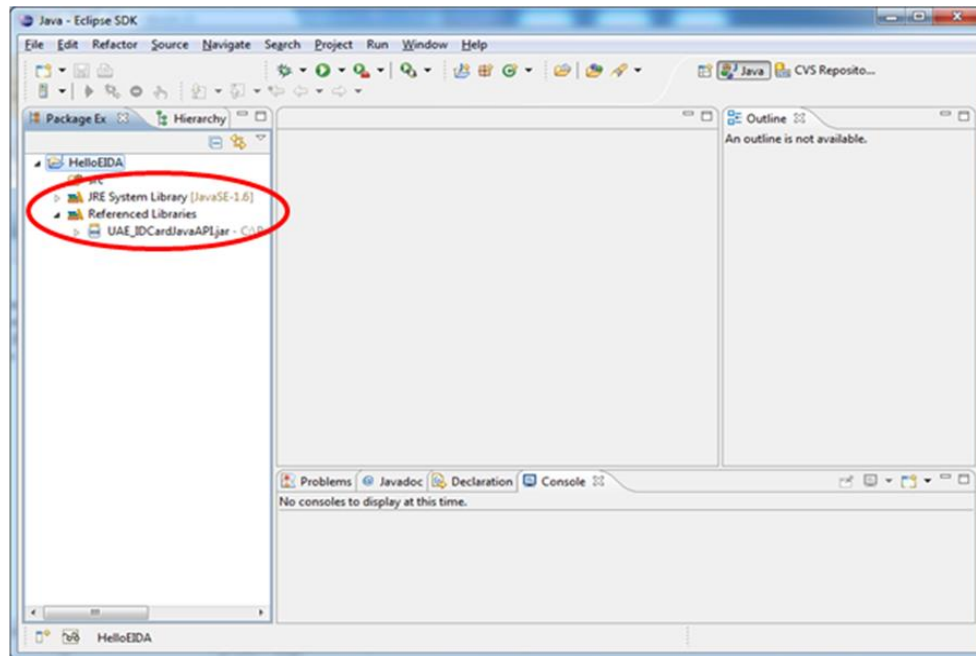 Java - Eclipse SDK
File Edit Refactor Source Navigate Search Project Run Window Help
Java CVS Reposito...
Package Ex Hierarchy
Outline
An outline is not available.
HelloEIDA
src
JRE System Library [JavaSE-1.6]
Referenced Libraries
UAE_IDCardJavaAPI.jar - C:\P
Problems Javadoc Declaration Console
No consoles to display at this time.
HelloEIDA